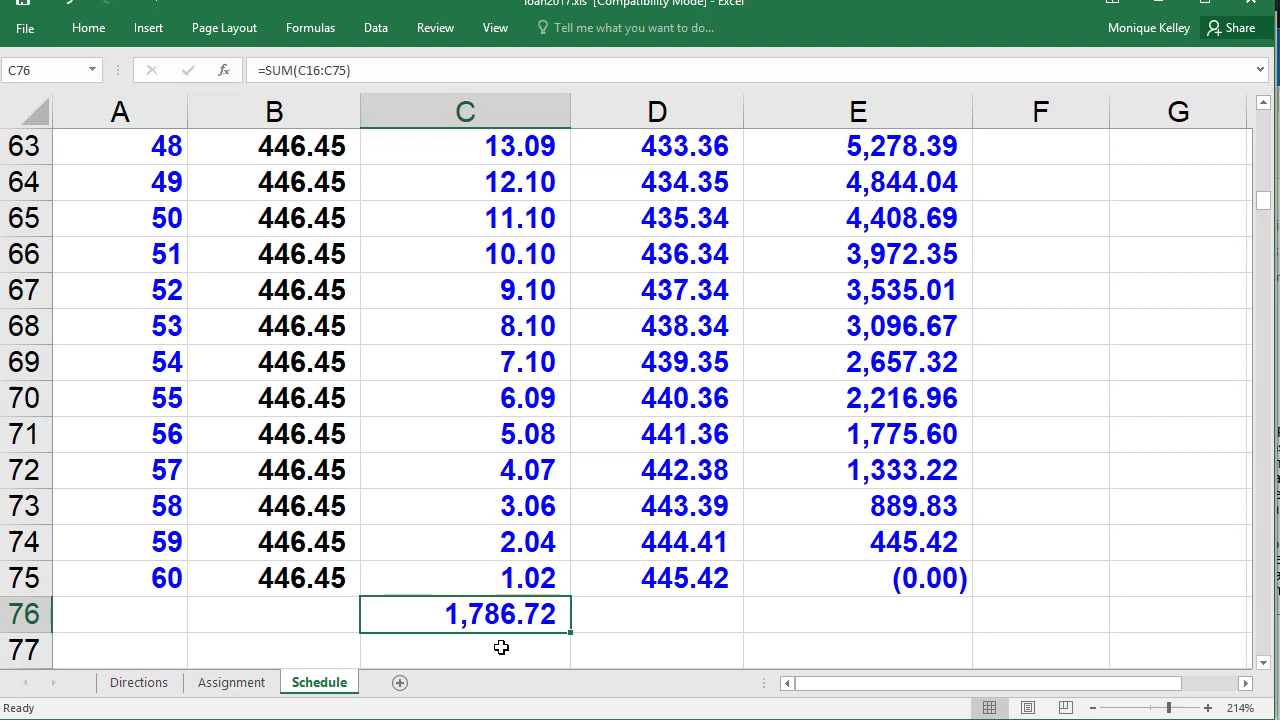 loan2017.xls [Compatibility Mode] - Excel
File Home Insert Page Layout Formulas Data Review View Tell me what you want to do... Monique Kelley Share
C76 fx =SUM(C16:C75)
A B C D E F G
63 48 446.45 13.09 433.36 5,278.39
64 49 446.45 12.10 434.35 4,844.04
65 50 446.45 11.10 435.34 4,408.69
66 51 446.45 10.10 436.34 3,972.35
67 52 446.45 9.10 437.34 3,535.01
68 53 446.45 8.10 438.34 3,096.67
69 54 446.45 7.10 439.35 2,657.32
70 55 446.45 6.09 440.36 2,216.96
71 56 446.45 5.08 441.36 1,775.60
72 57 446.45 4.07 442.38 1,333.22
73 58 446.45 3.06 443.39 889.83
74 59 446.45 2.04 444.41 445.42
75 60 446.45 1.02 445.42 (0.00)
76 1,786.72
77
Directions Assignment Schedule
Ready 214%